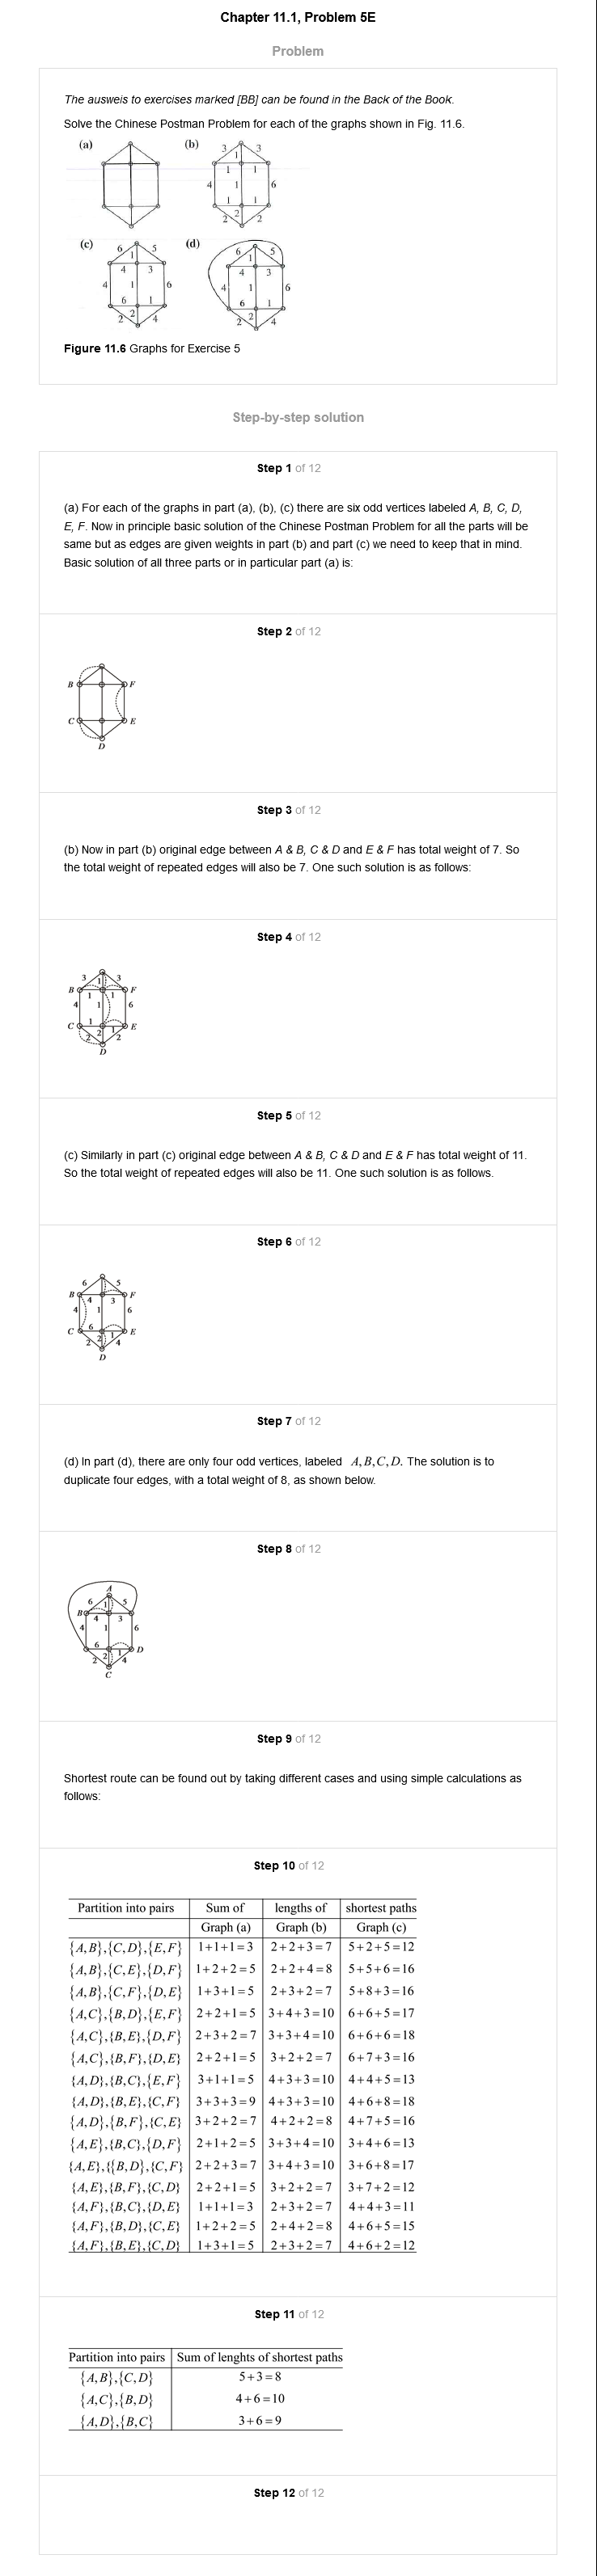 Chapter 11.1, Problem 5E
Problem
The ausweis to exercises marked [BB] can be found in the Back of the Book.
Solve the Chinese Postman Problem for each of the graphs shown in Fig. 11.6.
(a) (b)
3 3
1
1 1
4 1 6
1 1
2 2 2
(c) (d)
6 5 6 5
1 1
4 3 4 3
4 1 6 4 1 6
6 1 6 1
2 2 4 2 2 4
Figure 11.6 Graphs for Exercise 5
Step-by-step solution
Step 1 of 12
(a) For each of the graphs in part (a), (b), (c) there are six odd vertices labeled A, B, C, D,
E, F. Now in principle basic solution of the Chinese Postman Problem for all the parts will be
same but as edges are given weights in part (b) and part (c) we need to keep that in mind.
Basic solution of all three parts or in particular part (a) is:
Step 2 of 12
B F
C E
D
Step 3 of 12
(b) Now in part (b) original edge between A & B, C & D and E & F has total weight of 7. So
the total weight of repeated edges will also be 7. One such solution is as follows:
Step 4 of 12
3 1 3
B F
1 1
4 1 6
C 1 E
2 2 1 2
D
Step 5 of 12
(c) Similarly in part (c) original edge between A & B, C & D and E & F has total weight of 11.
So the total weight of repeated edges will also be 11. One such solution is as follows.
Step 6 of 12
6 5
B F
4 3
4 1 6
C 6 E
2 2 1 4
D
Step 7 of 12
(d) In part (d), there are only four odd vertices, labeled A, B, C, D. The solution is to
duplicate four edges, with a total weight of 8, as shown below.
Step 8 of 12
A
6 1 5
B
4 3
4 1 6
6 D
2 2 1 4
C
Step 9 of 12
Shortest route can be found out by taking different cases and using simple calculations as
follows:
Step 10 of 12
Partition into pairs Sum of lengths of shortest paths
Graph (a) Graph (b) Graph (c)
{A,B},{C,D},{E,F} 1+1+1=3 2+2+3=7 5+2+5=12
{A,B},{C,E},{D,F} 1+2+2=5 2+2+4=8 5+5+6=16
{A,B},{C,F},{D,E} 1+3+1=5 2+3+2=7 5+8+3=16
{A,C},{B,D},{E,F} 2+2+1=5 3+4+3=10 6+6+5=17
{A,C},{B,E},{D,F} 2+3+2=7 3+3+4=10 6+6+6=18
{A,C},{B,F},{D,E} 2+2+1=5 3+2+2=7 6+7+3=16
{A,D},{B,C},{E,F} 3+1+1=5 4+3+3=10 4+4+5=13
{A,D},{B,E},{C,F} 3+3+3=9 4+3+3=10 4+6+8=18
{A,D},{B,F},{C,E} 3+2+2=7 4+2+2=8 4+7+5=16
{A,E},{B,C},{D,F} 2+1+2=5 3+3+4=10 3+4+6=13
{A,E},{{B,D},{C,F} 2+2+3=7 3+4+3=10 3+6+8=17
{A,E},{B,F},{C,D} 2+2+1=5 3+2+2=7 3+7+2=12
{A,F},{B,C},{D,E} 1+1+1=3 2+3+2=7 4+4+3=11
{A,F},{B,D},{C,E} 1+2+2=5 2+4+2=8 4+6+5=15
{A,F},{B,E},{C,D} 1+3+1=5 2+3+2=7 4+6+2=12
Step 11 of 12
Partition into pairs Sum of lenghts of shortest paths
{A,B},{C,D} 5+3=8
{A,C},{B,D} 4+6=10
{A,D},{B,C} 3+6=9
Step 12 of 12